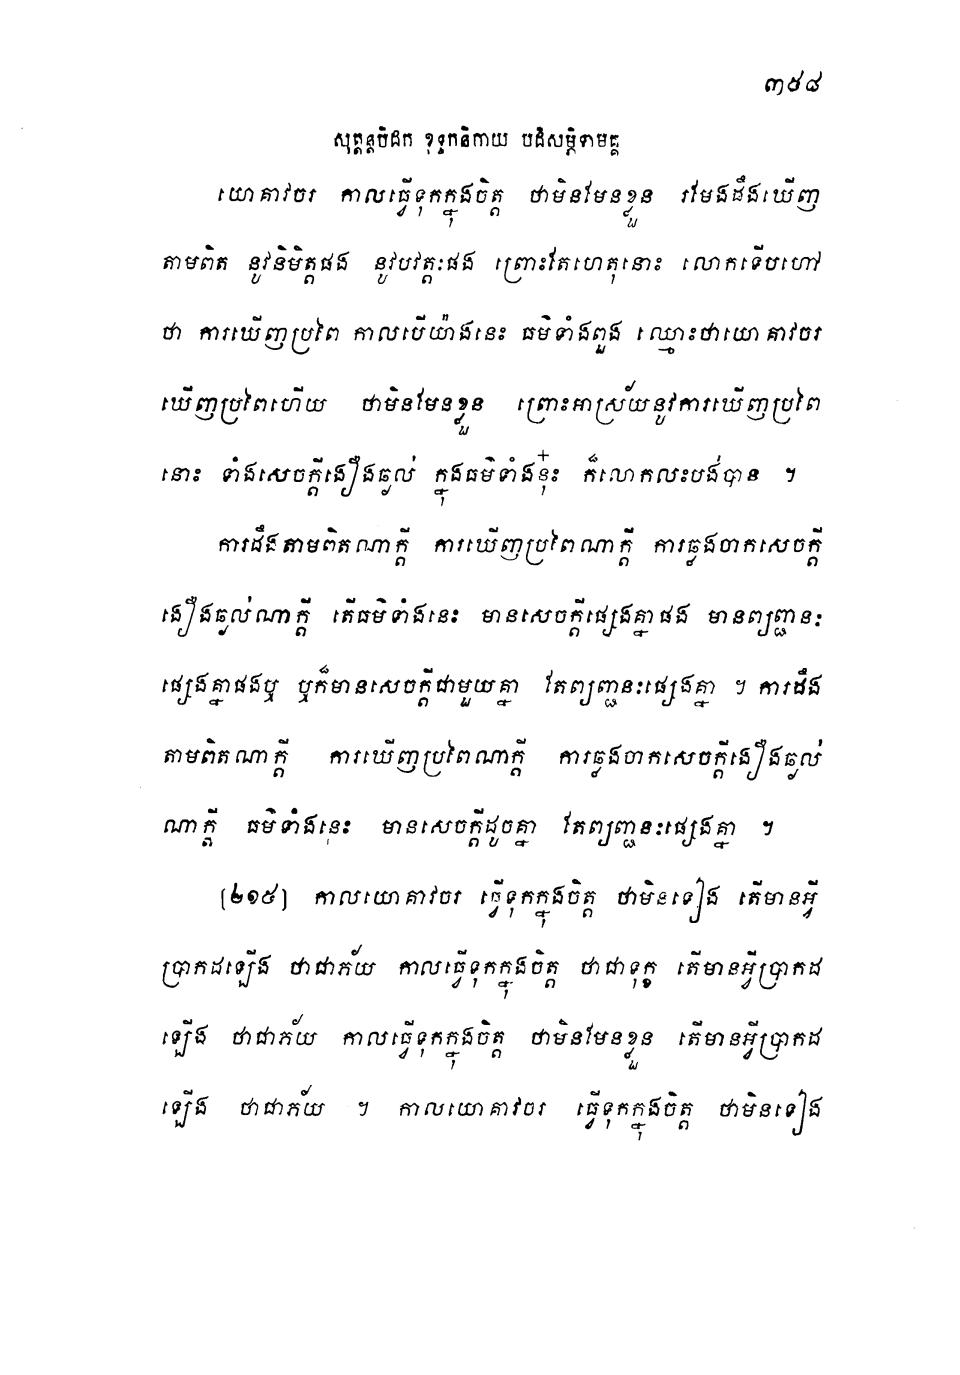 ៣៥៨
សុត្តន្តបិដក ខុទ្ទកនិកាយ បដិសម្ភិទាមគ្គ
យោគាវចរ កាលធ្វើទុកក្នុងចិត្ត ថាមិនមែនខ្លួន រមែងដឹងឃើញ
តាមពិត នូវនិមិត្តផង នូវបវត្តៈផង ព្រោះតែហេតុនោះ លោកទើបហៅ
ថា ការឃើញប្រពៃ កាលបើយ៉ាងនេះ ធម៌ទាំងពួង ឈ្មោះថាយោគាវចរ
ឃើញប្រពៃហើយ ថាមិនមែនខ្លួន ព្រោះអាស្រ័យនូវការឃើញប្រពៃ
នោះ ទាំងសេចក្តីងឿងឆ្ងល់ ក្នុងធម៌ទាំងនុ៎ះ ក៏លោកលះបង់បាន ។
ការដឹងតាមពិតណាក្តី ការឃើញប្រពៃណាក្តី ការឆ្លងចាកសេចក្តី
ងឿងឆ្ងល់ណាក្តី តើធម៌ទាំងនេះ មានសេចក្តីផ្សេងគ្នាផង មានព្យញ្ជនៈ
ផ្សេងគ្នាផងឬ ឬក៏មានសេចក្តីជាមួយគ្នា តែព្យញ្ជនៈផ្សេងគ្នា ។ ការដឹង
តាមពិតណាក្តី ការឃើញប្រពៃណាក្តី ការឆ្លងចាកសេចក្តីងឿងឆ្ងល់
ណាក្តី ធម៌ទាំងនុេះ មានសេចក្តីដូចគ្នា តែព្យញ្ជនៈផ្សេងគ្នា ។
[២១៥] កាលយោគាវចរ ធ្វើទុកក្នុងចិត្ត ថាមិនទៀង តើមានអ្វី
ប្រាកដឡើង ថាជាភ័យ កាលធ្វើទុកក្នុងចិត្ត ថាជាទុក្ខ តើមានអ្វីប្រាកដ
ឡើង ថាជាភ័យ កាលធ្វើទុកក្នុងចិត្ត ថាមិនមែនខ្លួន តើមានអ្វីប្រាកដ
ឡើង ថាជាភ័យ ។ កាលយោគាវចរ ធ្វើទុកក្នុងចិត្ត ថាមិនទៀង